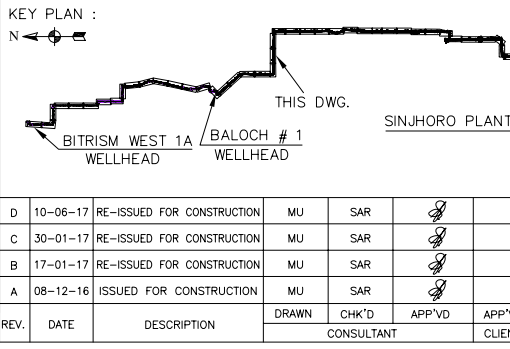 KEY PLAN :
N
THIS DWG.
SINJHORO PLANT
BITRISM WEST 1A
WELLHEAD
BALOCH # 1
WELLHEAD
D 10-06-17 RE-ISSUED FOR CONSTRUCTION MU SAR
C 30-01-17 RE-ISSUED FOR CONSTRUCTION MU SAR
B 17-01-17 RE-ISSUED FOR CONSTRUCTION MU SAR
A 08-12-16 ISSUED FOR CONSTRUCTION MU SAR
REV. DATE DESCRIPTION DRAWN CHK'D APP'VD
CONSULTANT